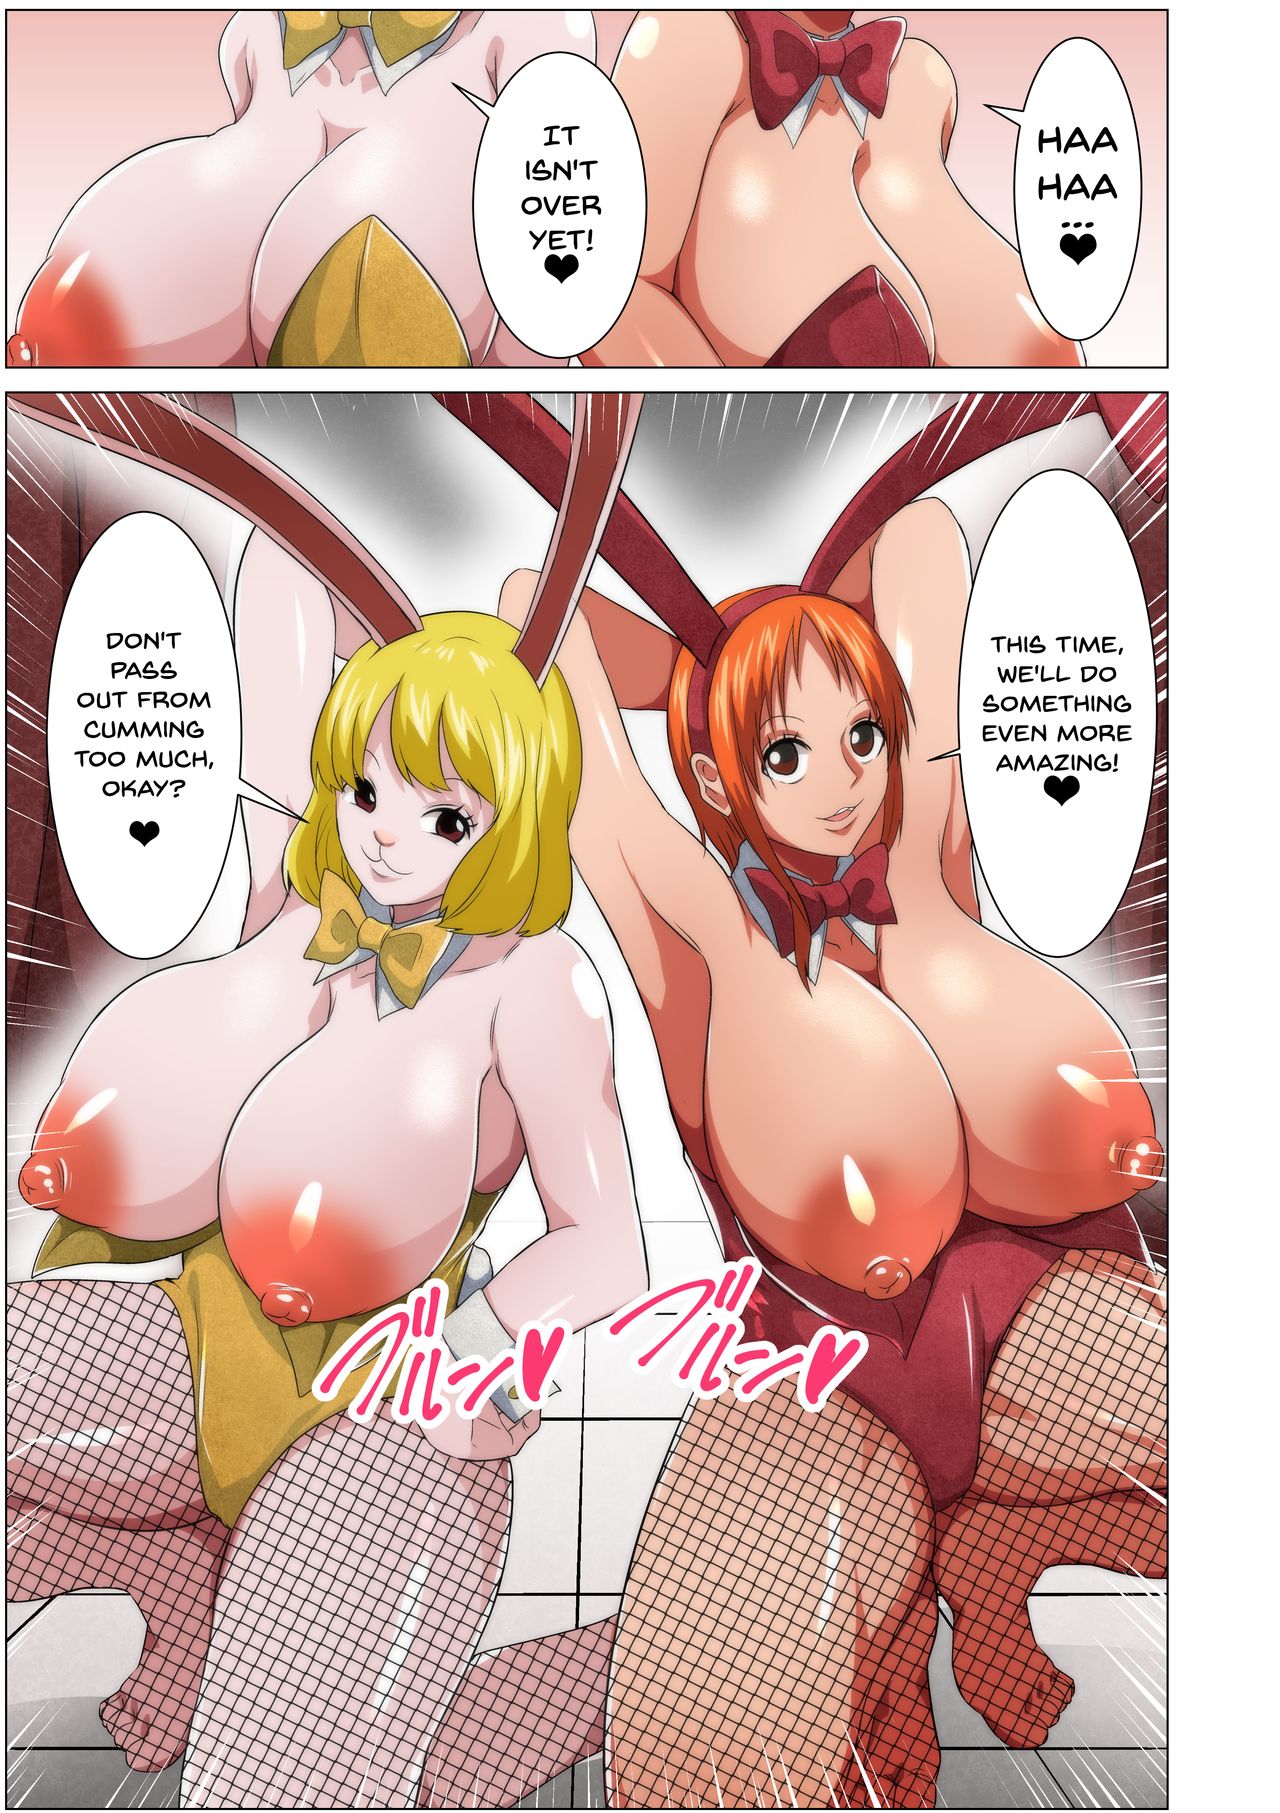 HAA
HAA
...
♥
IT
ISN'T
OVER
YET!
♥
THIS TIME,
WE'LL DO
SOMETHING
EVEN MORE
AMAZING!
♥
DON'T
PASS
OUT FROM
CUMMING
TOO MUCH,
OKAY?
♥
ブルン♥
ブルン♥